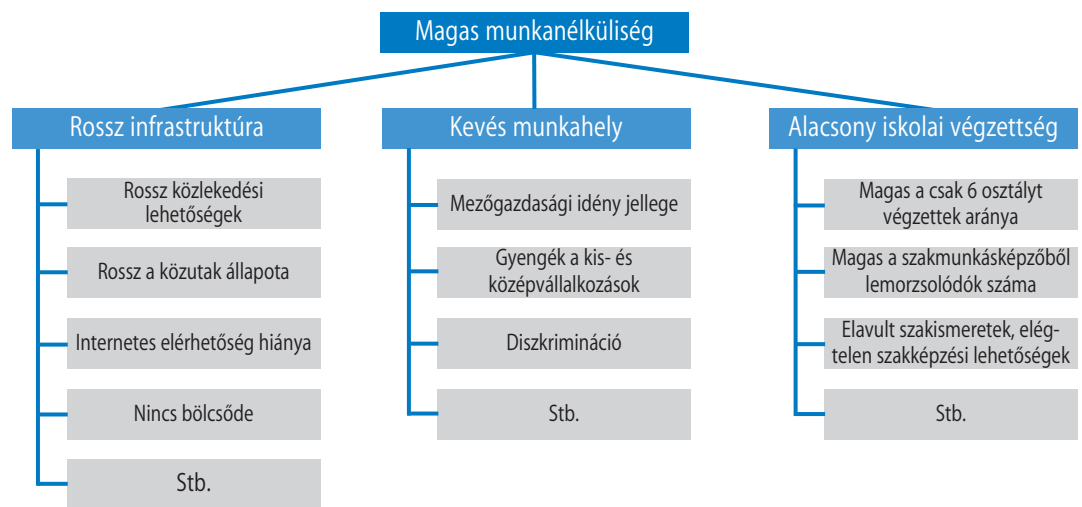 Magas munkanélküliség
Rossz infrastruktúra
Rossz közlekedési
lehetőségek
Rossz a közutak állapota
Internetes elérhetőség hiánya
Nincs bölcsőde
Stb.
Kevés munkahely
Mezőgazdasági idény jellege
Gyengék a kis- és
középvállalkozások
Diszkrimináció
Stb.
Alacsony iskolai végzettség
Magas a csak 6 osztályt
végzettek aránya
Magas a szakmunkásképzőből
lemorzsolódók száma
Elavult szakismeretek, elég-
telen szakképzési lehetőségek
Stb.